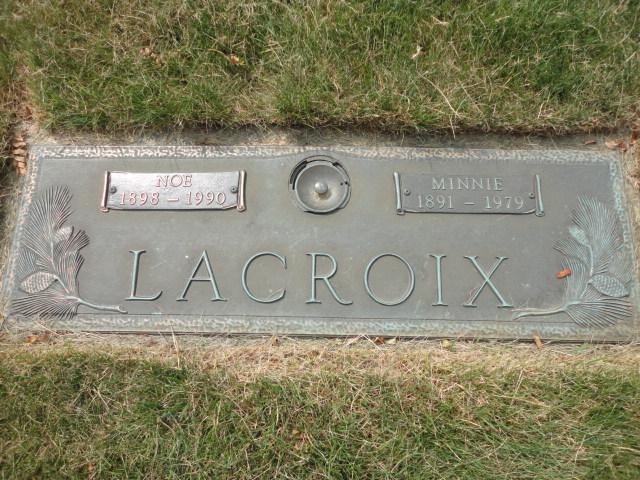 NOE
1898 – 1990
MINNIE
1891 – 1979
LACROIX